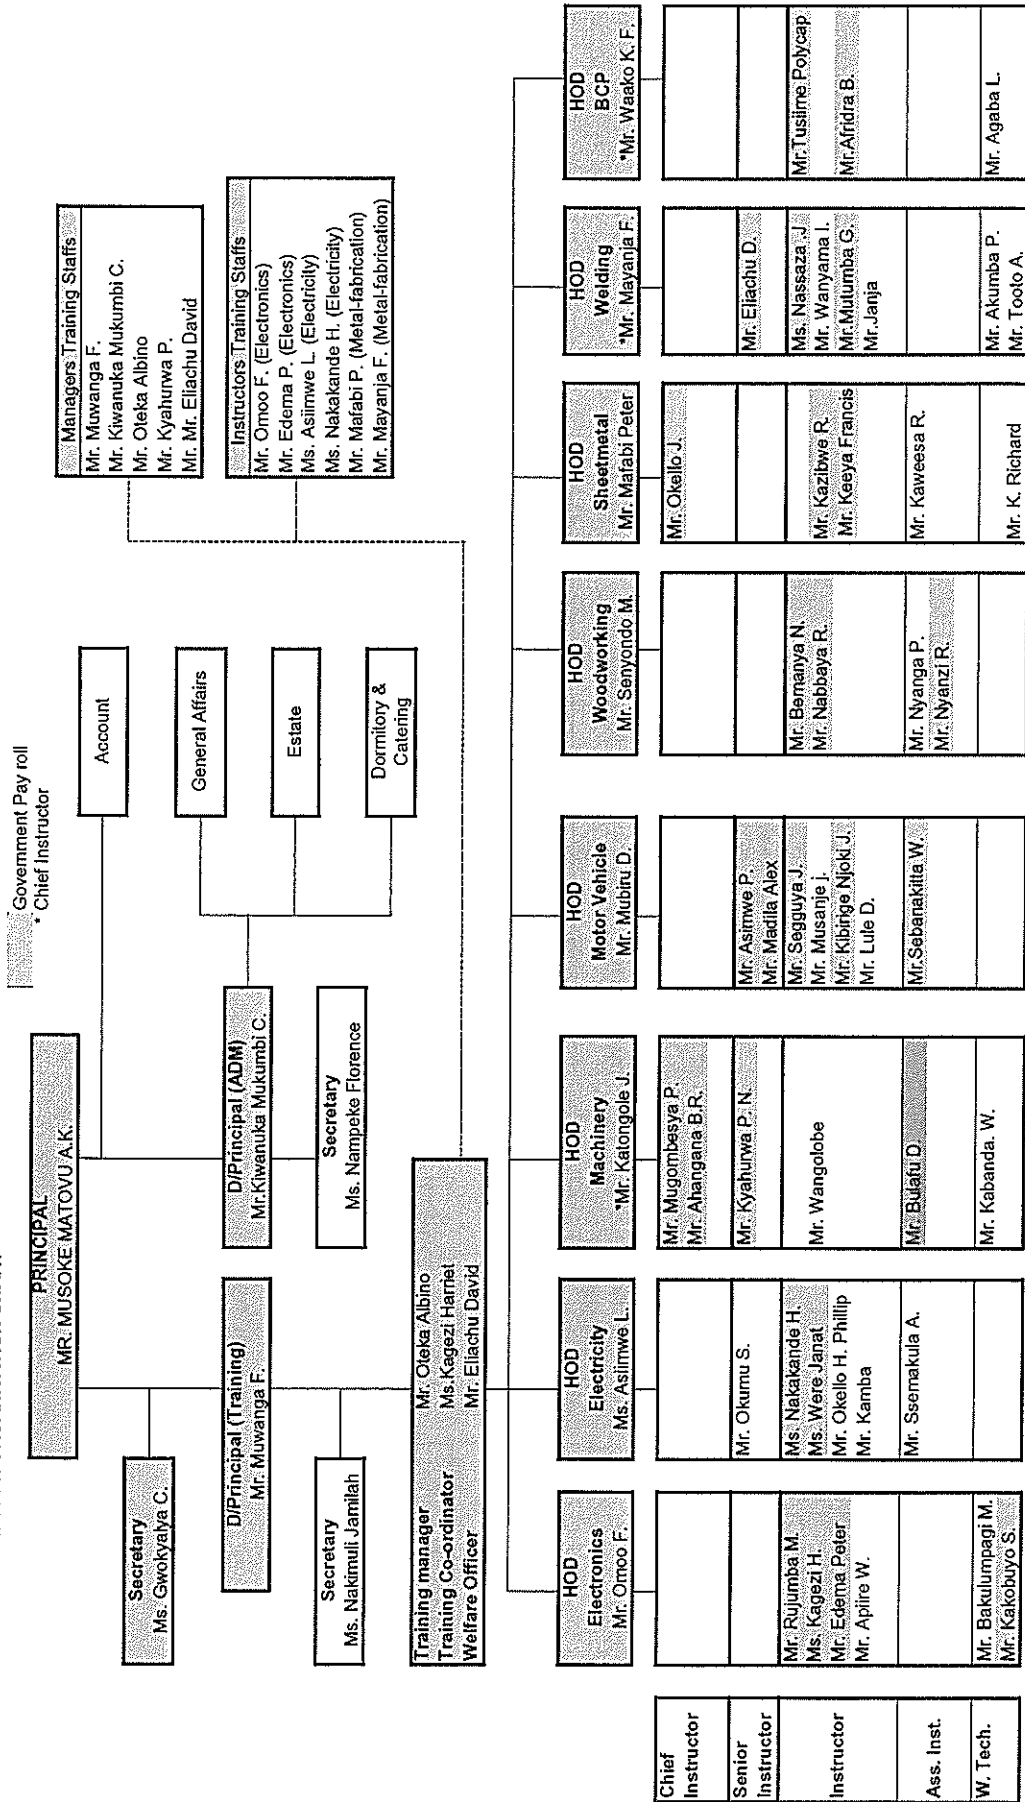 Government Pay roll
* Chief Instructor
PRINCIPAL
MR. MUSOKE MATOVU A.K.
Secretary
Ms. Gwokyalya C.
Account
D/Principal (Training)
Mr. Muwanga F.
D/Principal (ADM)
Mr.Kiwanuka Mukumbi C.
General Affairs
Estate
Dormitory &
Catering
Secretary
Ms. Nakinuli Jamilah
Secretary
Ms. Nampeke Florence
Managers Training Staffs
Mr. Muwanga F.
Mr. Kiwanuka Mukumbi C.
Mr. Oteka Albino
Mr. Kyahurwa P.
Mr. Mr. Eliachu David
Instructors Training Staffs
Mr. Omoo F. (Electronics)
Mr. Edema P. (Electronics)
Ms. Asiimwe L. (Electricity)
Ms. Nakakande H. (Electricity)
Mr. Mafabi P. (Metal-fabrication)
Mr. Mayanja F. (Metal-fabrication)
Training manager Mr. Oteka Albino
Training Co-ordinator Ms.Kagezi Harriet
Welfare Officer Mr. Eliachu David
HOD
Electronics
Mr. Omoo F.
HOD
Electricity
Ms. Asiimwe L.
HOD
Machinery
*Mr. Katongole J.
HOD
Motor Vehicle
Mr. Mubiru D.
HOD
Woodworking
Mr. Senyondo M.
HOD
Sheetmetal
Mr. Mafabi Peter
HOD
Welding
*Mr. Mayanja F.
HOD
BCP
*Mr. Waako K. F.
Chief
Instructor
Mr. Mugombesya P.
Mr. Ahangana B.R.
Mr. Okello J.
Senior
Instructor
Mr. Okumu S.
Mr. Kyahurwa P. N.
Mr. Asimwe P.
Mr. Madila Alex
Mr. Eliachu D.
Instructor
Mr. Rujumba M.
Ms. Kagezi H.
Mr. Edema Peter
Mr. Apiire W.
Ms. Nakakande H.
Ms. Were Janat
Mr. Okello H. Phillip
Mr. Kamba
Mr. Wangolobe
Mr. Segguya J.
Mr. Musanje j.
Mr. Kibirige Njoki J.
Mr. Lule D.
Mr. Bemanya N.
Mr. Nabbaya R.
Mr. Kazibwe R.
Mr. Keeya Francis
Ms. Nassaza .J
Mr. Wanyama I.
Mr.Mutumba G.
Mr.Janja
Mr.Tusiime Polycap
Mr.Afridra B.
Ass. Inst.
Mr. Ssemakula A.
Mr. Bulafu D
Mr.Sebanakitta W.
Mr. Nyanga P.
Mr. Nyanzi R.
Mr. Kaweesa R.
W. Tech.
Mr. Bakulumpagi M.
Mr. Kakobuyo S.
Mr. Kabanda. W.
Mr. K. Richard
Mr. Akumba P.
Mr. Tooto A.
Mr. Agaba L.